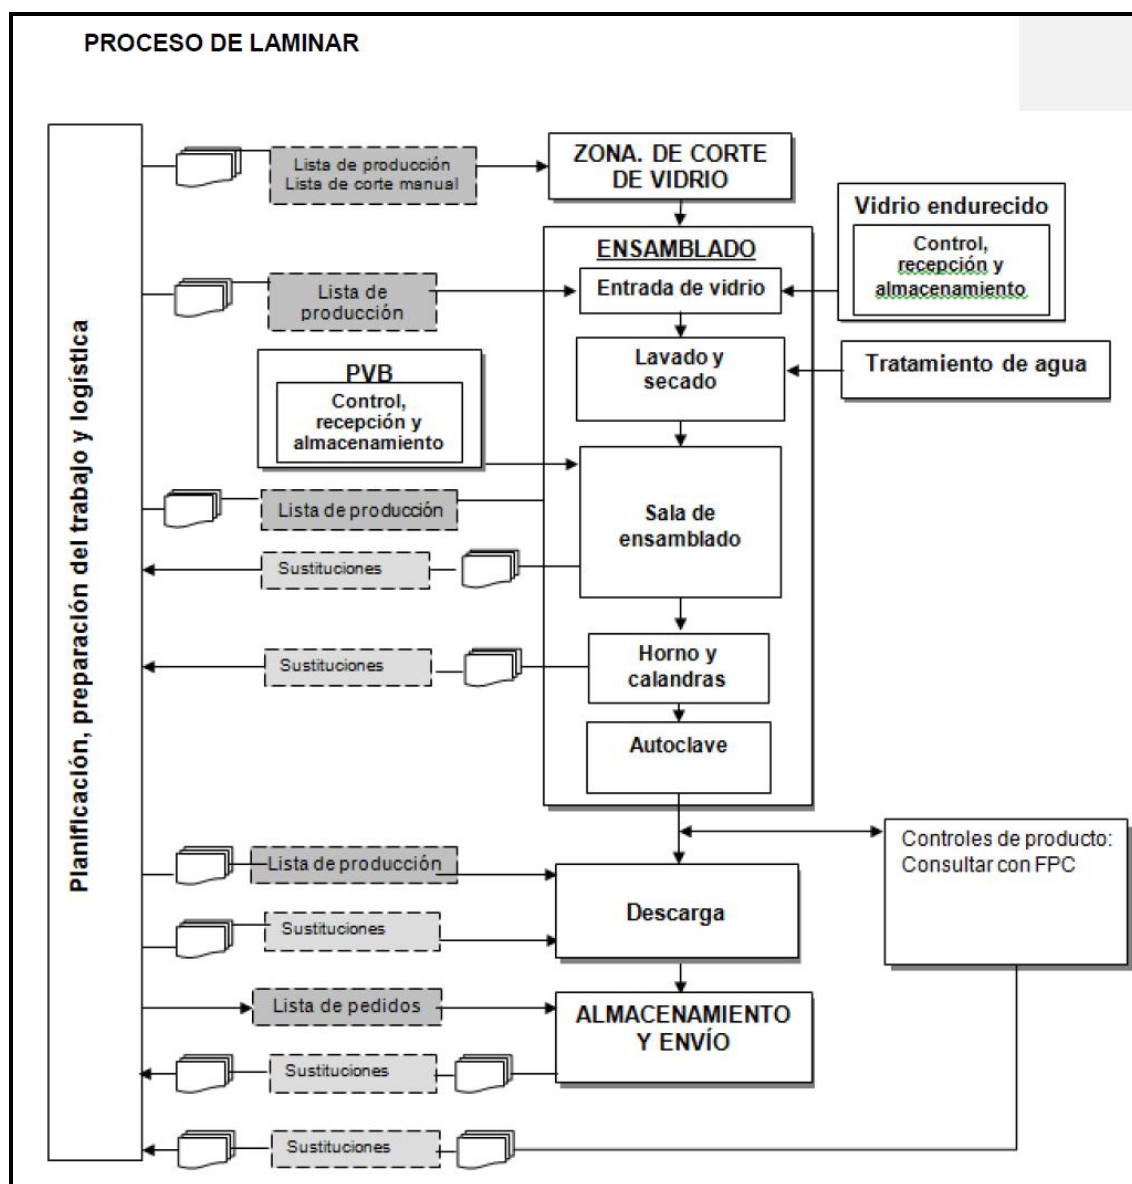 PROCESO DE LAMINAR
Planificación, preparación del trabajo y logística
Lista de producción
Lista de corte manual
ZONA. DE CORTE
DE VIDRIO
Vidrio endurecido
Control,
recepción y
almacenamiento
ENSAMBLADO
Entrada de vidrio
Lista de
producción
Lavado y
secado
Tratamiento de agua
PVB
Control,
recepción y
almacenamiento
Lista de producción
Sala de
ensamblado
Sustituciones
Horno y
calandras
Sustituciones
Autoclave
Controles de producto:
Consultar con FPC
Lista de producción
Descarga
Sustituciones
Lista de pedidos
ALMACENAMIENTO
Y ENVÍO
Sustituciones
Sustituciones